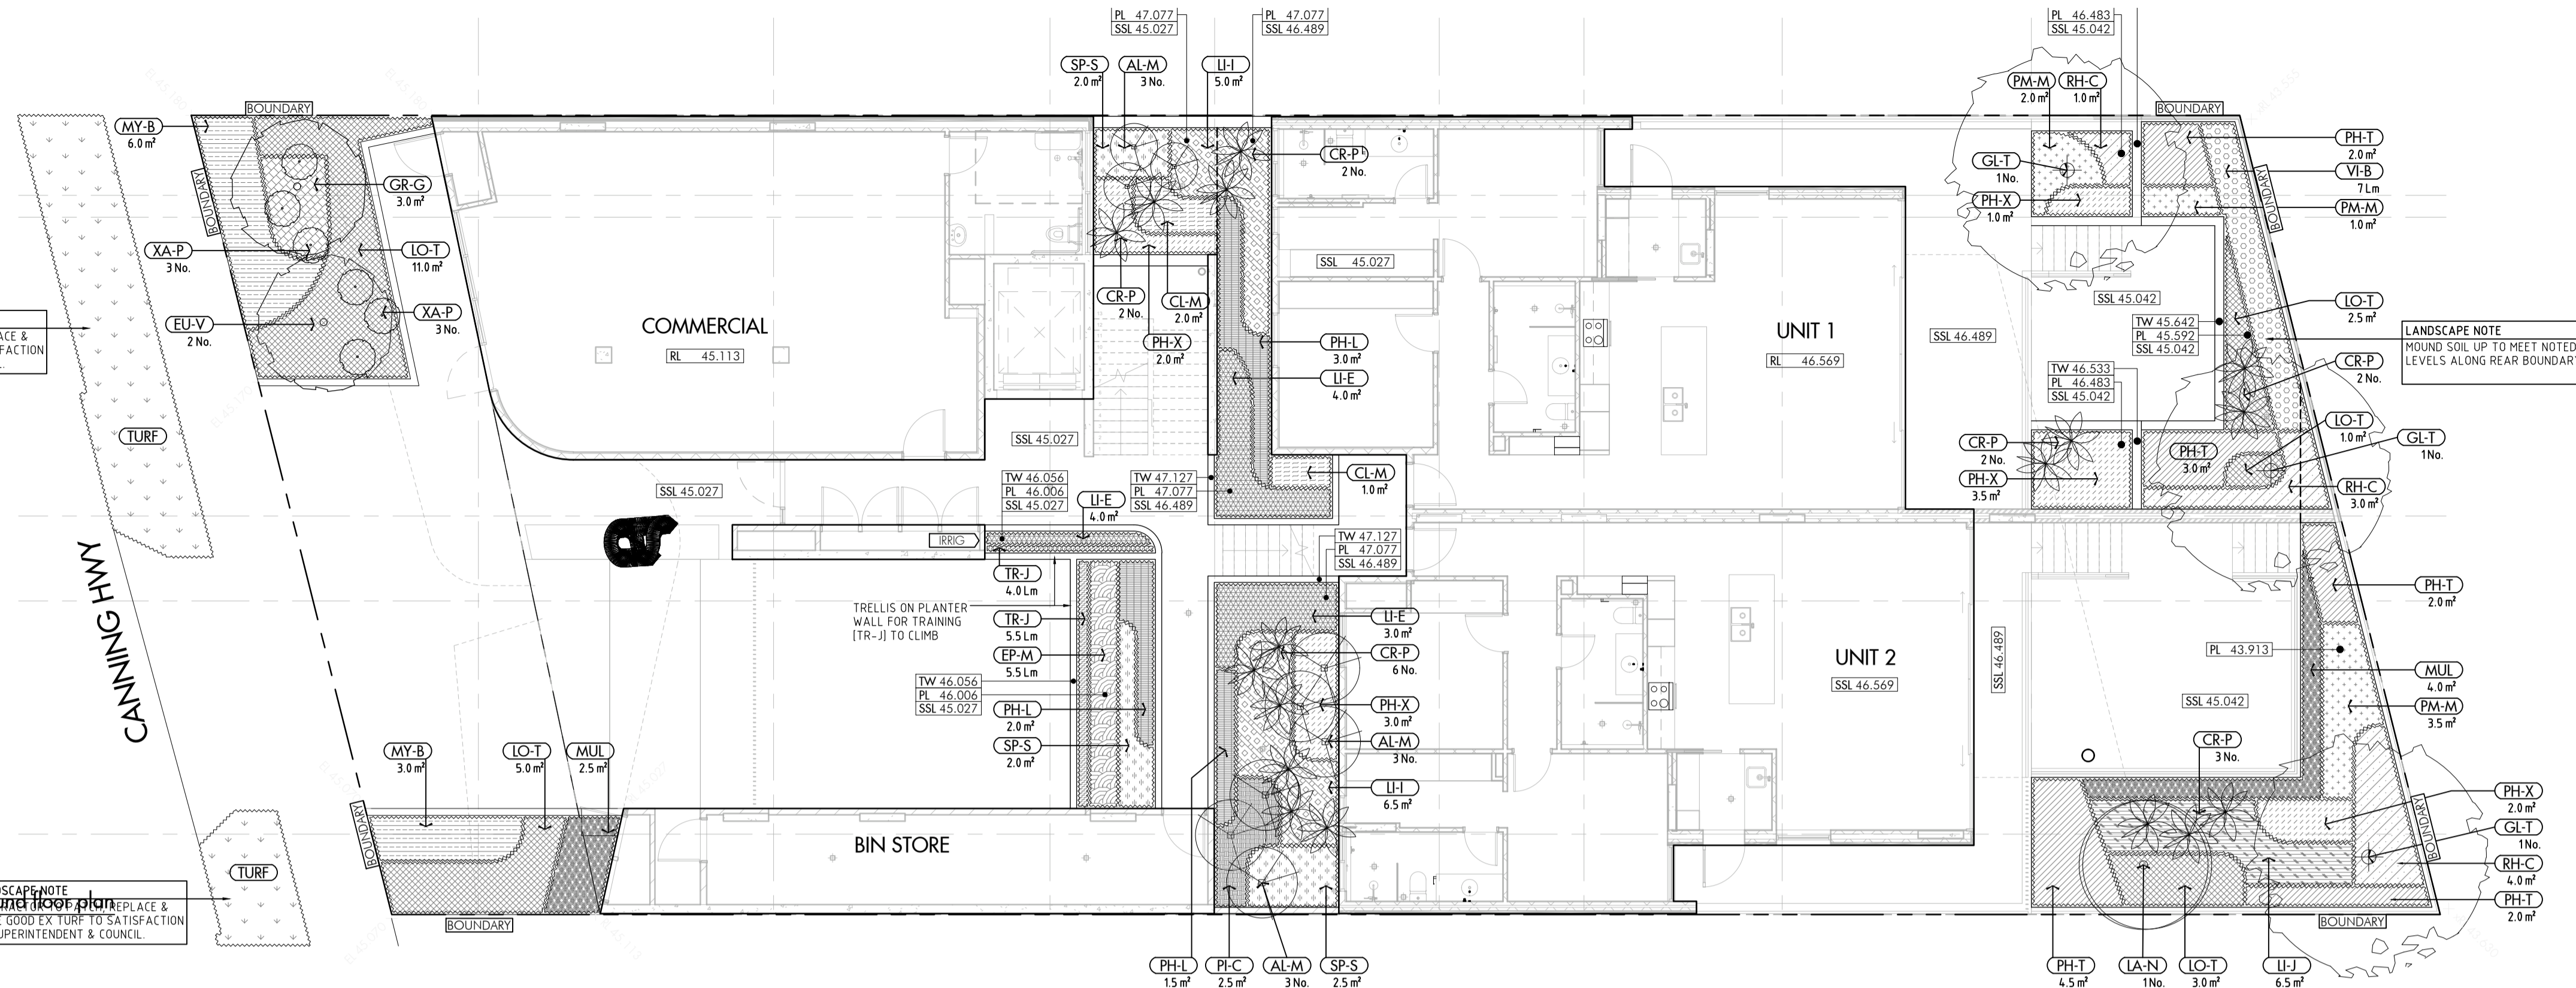 PL 47.077
SSL 45.027
PL 47.077
SSL 46.489
PL 46.483
SSL 45.042
SP-S
2.0 m²
AL-M
3 No.
LI-I
5.0 m²
PM-M
2.0 m²
RH-C
1.0 m²
BOUNDARY
BOUNDARY
MY-B
6.0 m²
PH-T
2.0 m²
CR-P
2 No.
GL-T
1 No.
VI-B
7 Lm
GR-G
3.0 m²
BOUNDARY
BOUNDARY
PH-X
1.0 m²
PM-M
1.0 m²
XA-P
3 No.
LO-T
11.0 m²
SSL 45.027
CR-P
2 No.
CL-M
2.0 m²
SSL 45.042
LO-T
2.5 m²
XA-P
3 No.
EU-V
2 No.
COMMERCIAL
RL 45.113
PH-X
2.0 m²
PH-L
3.0 m²
LI-E
4.0 m²
UNIT 1
RL 46.569
SSL 46.489
TW 45.642
PL 45.592
SSL 45.042
LANDSCAPE NOTE
MOUND SOIL UP TO MEET NOTED
LEVELS ALONG REAR BOUNDAR
ACE &
FACTION
TW 46.533
PL 46.483
SSL 45.042
CR-P
2 No.
TURF
SSL 45.027
LO-T
1.0 m²
GL-T
1 No.
CR-P
2 No.
PH-T
3.0 m²
PH-X
3.5 m²
RH-C
3.0 m²
CL-M
1.0 m²
SSL 45.027
TW 46.056
PL 46.006
SSL 45.027
TW 47.127
PL 47.077
SSL 46.489
LI-E
4.0 m²
IRRIG
TW 47.127
PL 47.077
SSL 46.489
CANNING HWY
TR-J
4.0 Lm
PH-T
2.0 m²
TRELLIS ON PLANTER
WALL FOR TRAINING
[TR-J] TO CLIMB
TR-J
5.5 Lm
EP-M
5.5 Lm
LI-E
3.0 m²
CR-P
6 No.
UNIT 2
SSL 46.569
SSL 46.489
PL 43.913
MUL
4.0 m²
TW 46.056
PL 46.006
SSL 45.027
PH-L
2.0 m²
SP-S
2.0 m²
PH-X
3.0 m²
AL-M
3 No.
LI-I
6.5 m²
SSL 45.042
PM-M
3.5 m²
CR-P
3 No.
MY-B
3.0 m²
LO-T
5.0 m²
MUL
2.5 m²
PH-X
2.0 m²
GL-T
1 No.
BOUNDARY
BOUNDARY
BIN STORE
RH-C
4.0 m²
PH-T
2.0 m²
TURF
DSCAPE NOTE
und floor plan
REPLACE &
GOOD EX TURF TO SATISFACTION
UPERINTENDENT & COUNCIL.
BOUNDARY
BOUNDARY
PH-L
1.5 m²
PI-C
2.5 m²
AL-M
3 No.
SP-S
2.5 m²
PH-T
4.5 m²
LA-N
1 No.
LO-T
3.0 m²
LI-J
6.5 m²